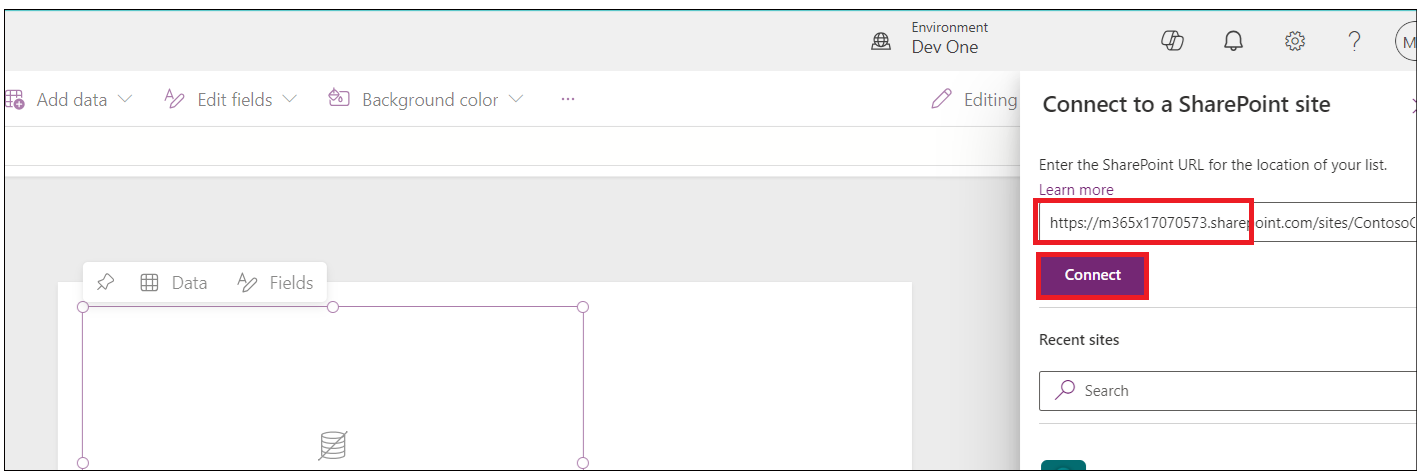 Environment
Dev One
M
Add data
Edit fields
Background color
...
Editing
Connect to a SharePoint site
Enter the SharePoint URL for the location of your list.
Learn more
https://m365x17070573.sharepoint.com/sites/ContosoC
Connect
Data
Fields
Recent sites
Search